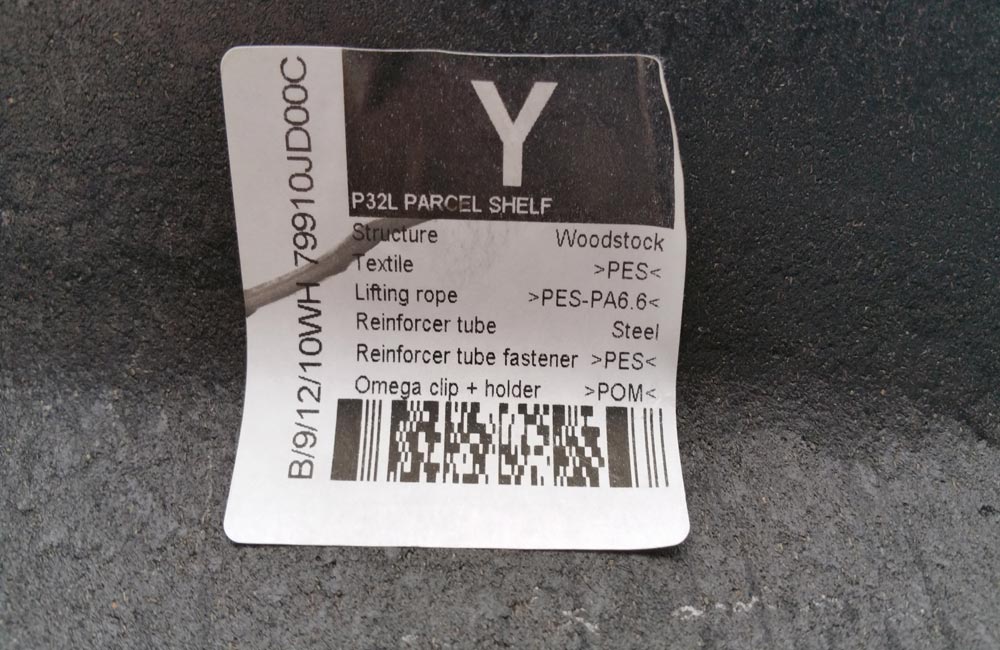 B/9/12/10WH 79910JD00C
Y
P32L PARCEL SHELF
Structure Woodstock
Textile >PES<
Lifting rope >PES-PA6.6<
Reinforcer tube Steel
Reinforcer tube fastener >PES<
Omega clip + holder >POM<